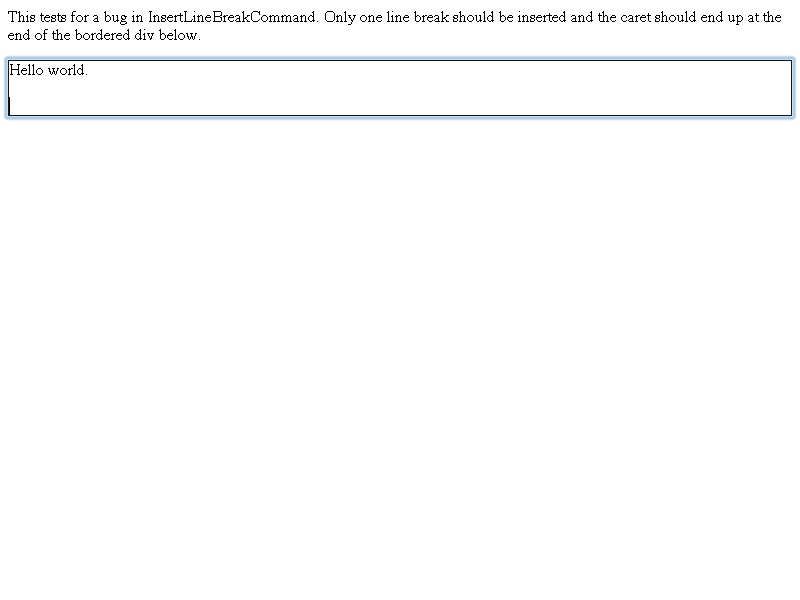 This tests for a bug in InsertLineBreakCommand. Only one line break should be inserted and the caret should end up at the
end of the bordered div below.
Hello world.